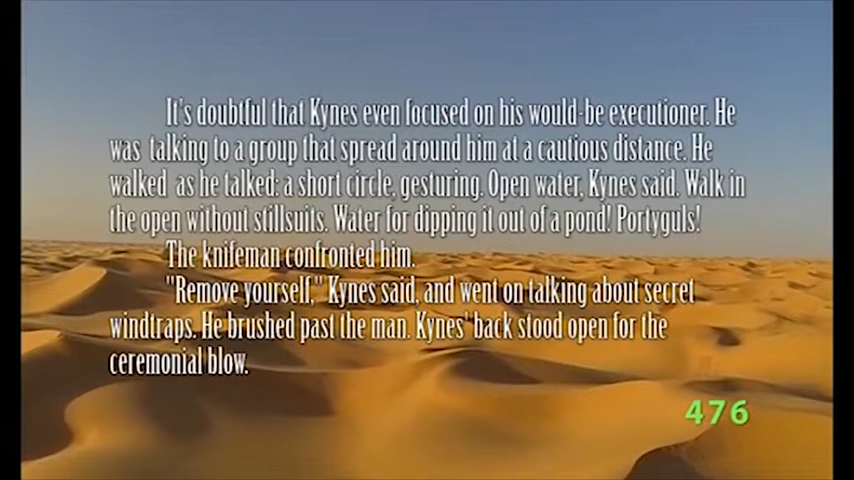 It's doubtful that Kynes even focused on his would-be executioner. He
was talking to a group that spread around him at a cautious distance. He
walked as he talked: a short circle, gesturing. Open water, Kynes said. Walk in
the open without stillsuits. Water for dipping it out of a pond! Portyguls!
The knifeman confronted him.
"Remove yourself," Kynes said, and went on talking about secret
windtraps. He brushed past the man. Kynes' back stood open for the
ceremonial blow.
476